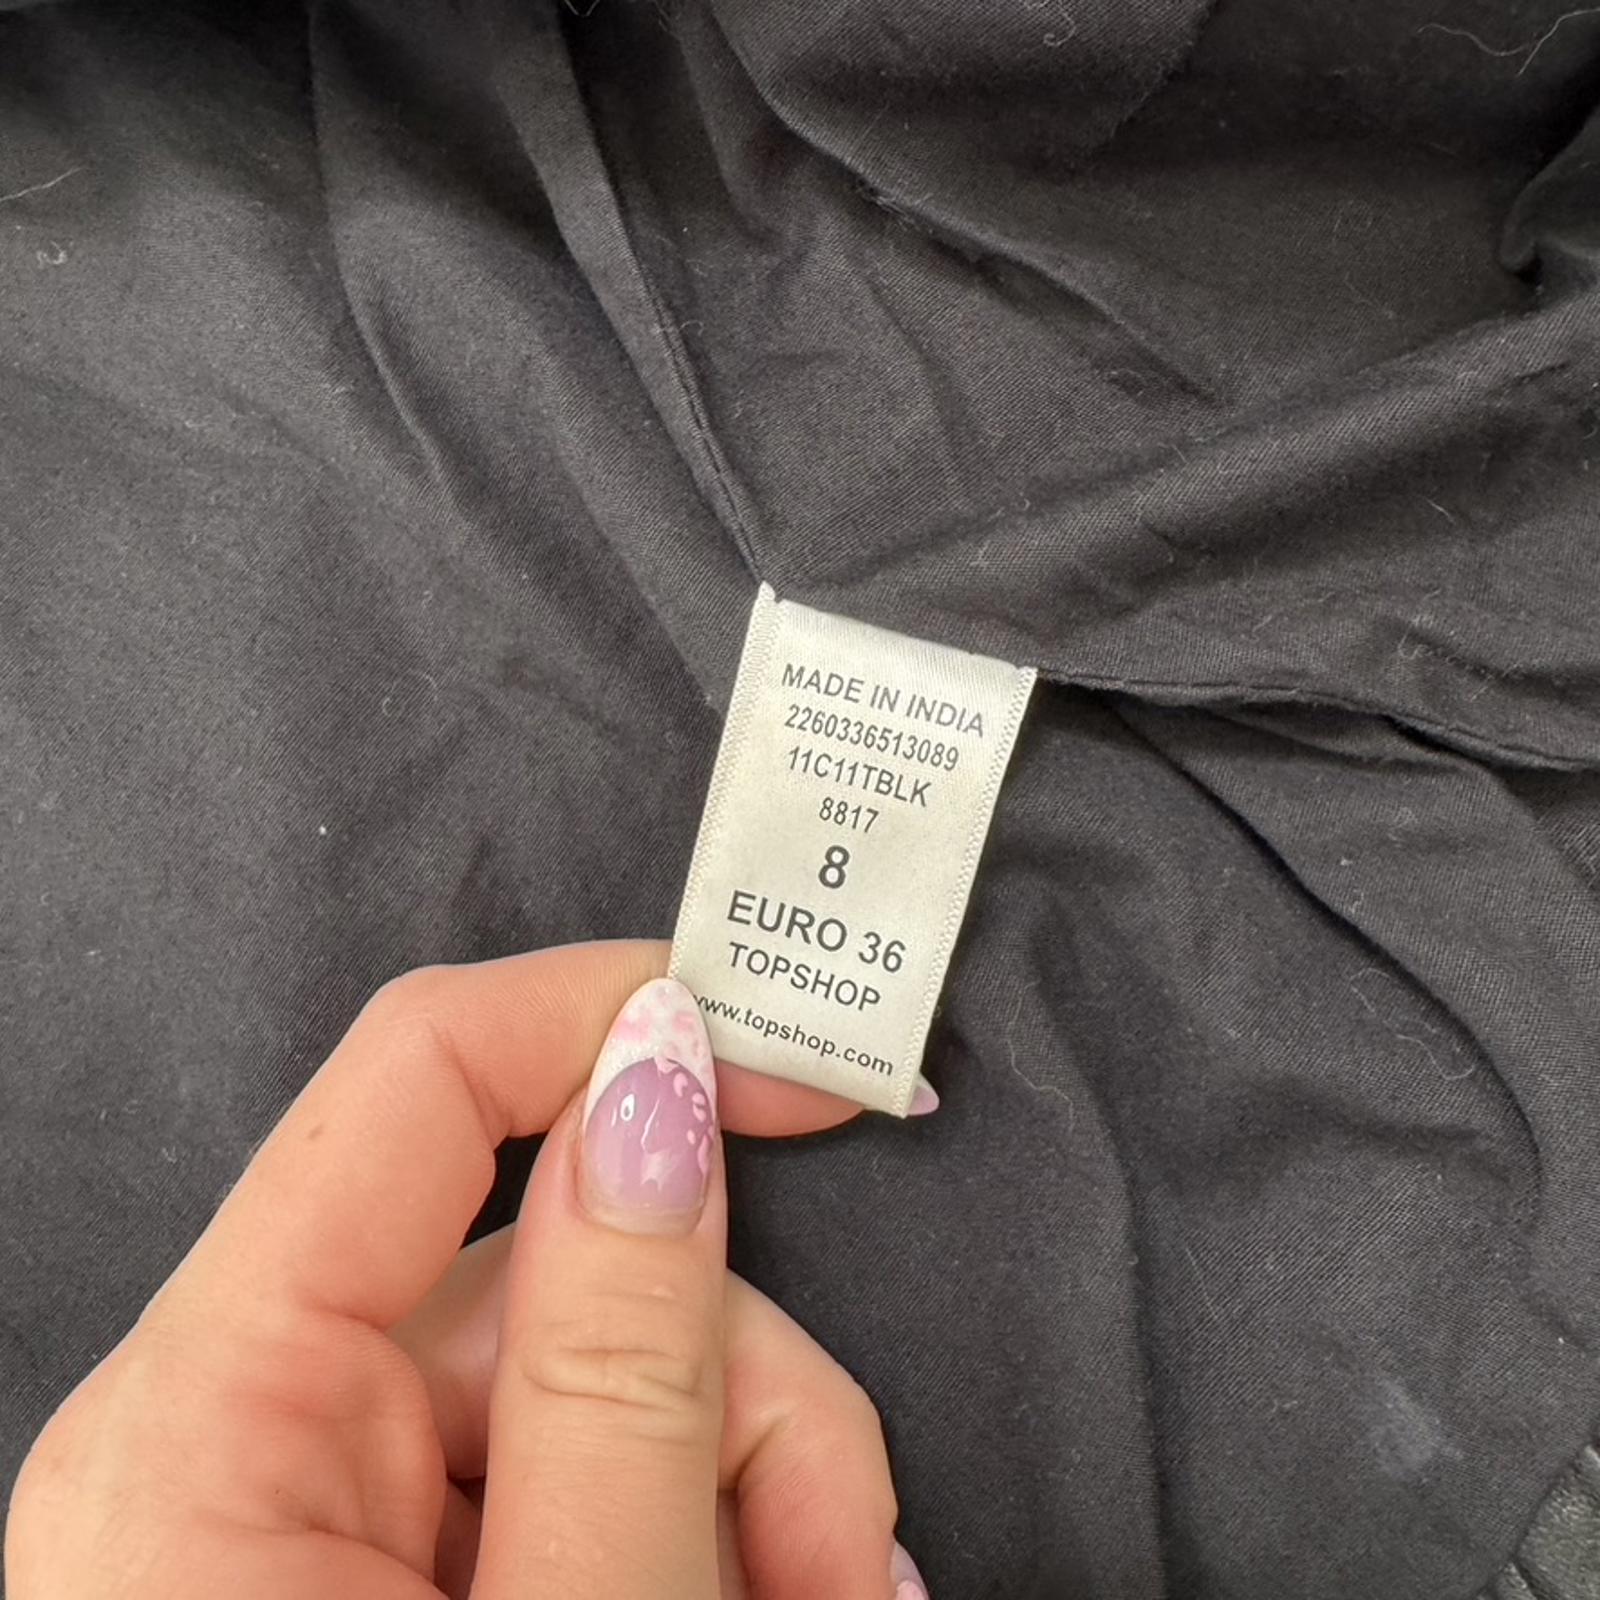 MADE IN INDIA
2260336513089
11C11TBLK
8817
8
EURO 36
TOPSHOP
www.topshop.com